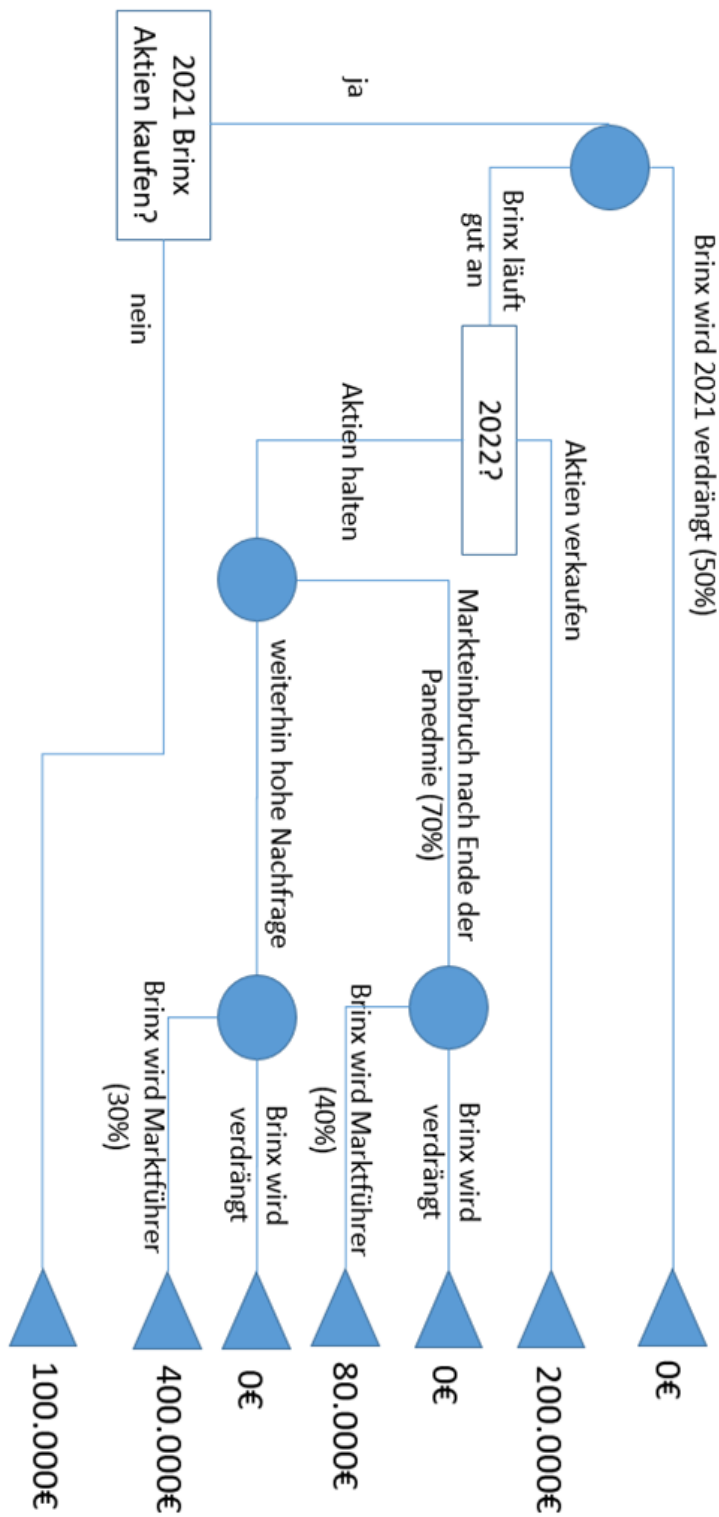 Brinx wird 2021 verdrängt (50%)
0€
ja
Brinx läuft
gut an
Aktien verkaufen
200.000€
2022?
Markteinbruch nach Ende der
Panedmie (70%)
Brinx wird
verdrängt
0€
Aktien halten
Brinx wird Marktführer
(40%)
80.000€
weiterhin hohe Nachfrage
Brinx wird
verdrängt
0€
2021 Brinx
Aktien kaufen?
Brinx wird Marktführer
(30%)
400.000€
nein
100.000€